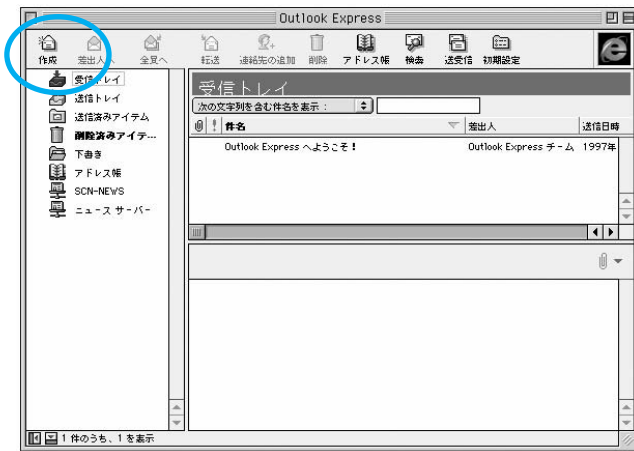 Outlook Express
作成 差出人へ 全員へ 転送 連絡先の追加 削除 アドレス帳 検索 送受信 初期設定
受信トレイ
送信トレイ
送信済みアイテム
削除済みアイテ…
下書き
アドレス帳
SCN-NEWS
ニュース サーバー
受信トレイ
次の文字列を含む件名を表示：
! 件名 差出人 送信日時
Outlook Express へようこそ！ Outlook Express チーム 1997年
1 件のうち、1 を表示